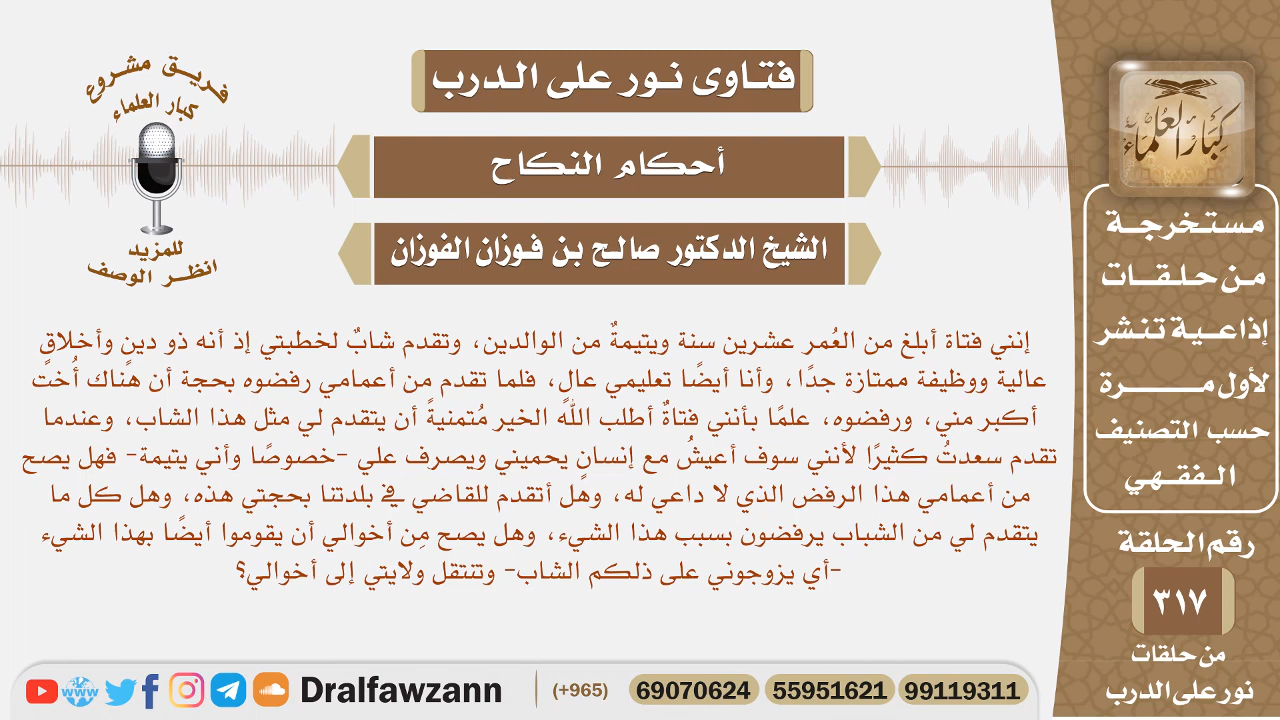 فتاوى نور على الدرب
أحكام النكاح
الشيخ الدكتور صالح بن فوزان الفوزان
فريق مشروع
كبار العلماء
للمزيد
انظر الوصف
كِبَارُ العُلَمَاء
مستخرجة
من حلقات
إذاعية تنشر
لأول مرة
حسب التصنيف
الفقهي
رقم الحلقة
٣١٧
من حلقات
نور على الدرب
إنني فتاة أبلغ من العُمر عشرين سنة ويتيمةٌ من الوالدين، وتقدم شابٌ لخطبتي إذ أنه ذو دينٍ وأخلاقٍ
عالية ووظيفة ممتازة جدًا، وأنا أيضًا تعليمي عالٍ، فلما تقدم من أعمامي رفضوه بحجة أن هناك أُخت
أكبر مني، ورفضوه، علمًا بأنني فتاةٌ أطلب الله الخير مُتمنيةً أن يتقدم لي مثل هذا الشاب، وعندما
تقدم سعدتُ كثيرًا لأنني سوف أعيشُ مع إنسانٍ يحميني ويصرف علي -خصوصًا وأني يتيمة- فهل يصح
من أعمامي هذا الرفض الذي لا داعي له، وهل أتقدم للقاضي في بلدتنا بحجتي هذه، وهل كل ما
يتقدم لي من الشباب يرفضون بسبب هذا الشيء، وهل يصح مِن أخوالي أن يقوموا أيضًا بهذا الشيء
-أي يزوجوني على ذلكم الشاب- وتنتقل ولايتي إلى أخوالي؟
www Dralfawzann (+965) 69070624 55951621 99119311